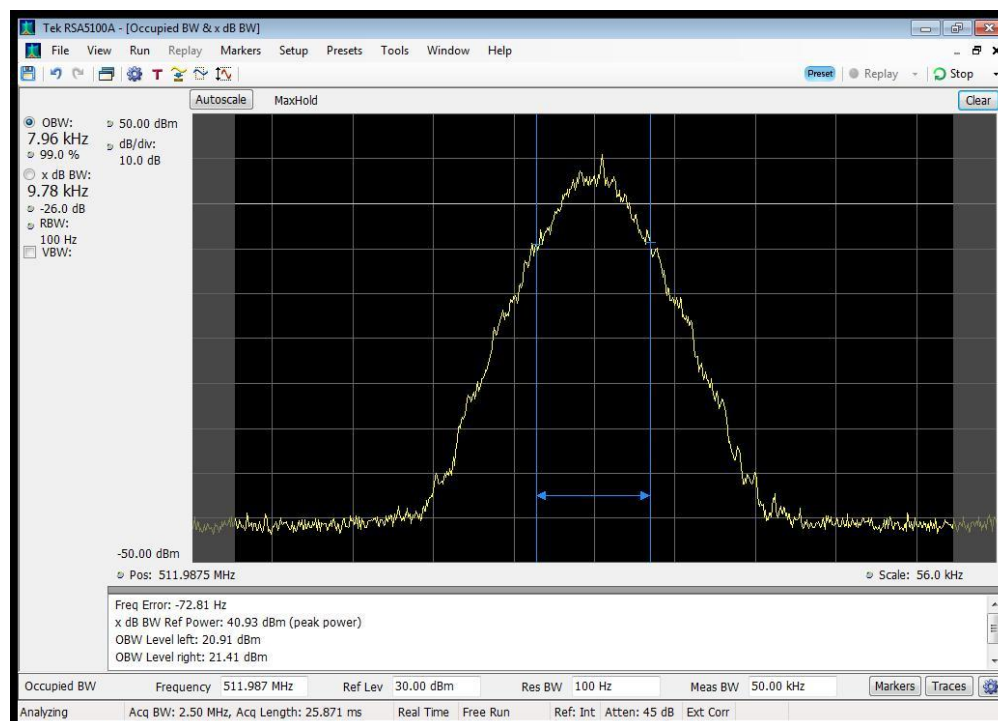 Tek RSA5100A - [Occupied BW & x dB BW]
File View Run Replay Markers Setup Presets Tools Window Help
T Preset Replay Stop
Autoscale MaxHold Clear
OBW:
7.96 kHz
99.0 %
x dB BW:
9.78 kHz
-26.0 dB
RBW:
100 Hz
VBW:
50.00 dBm
dB/div:
10.0 dB
-50.00 dBm
Pos: 511.9875 MHz Scale: 56.0 kHz
Freq Error: -72.81 Hz
x dB BW Ref Power: 40.93 dBm (peak power)
OBW Level left: 20.91 dBm
OBW Level right: 21.41 dBm
Occupied BW Frequency 511.987 MHz Ref Lev 30.00 dBm Res BW 100 Hz Meas BW 50.00 kHz Markers Traces
Analyzing Acq BW: 2.50 MHz, Acq Length: 25.871 ms Real Time Free Run Ref: Int Atten: 45 dB Ext Corr